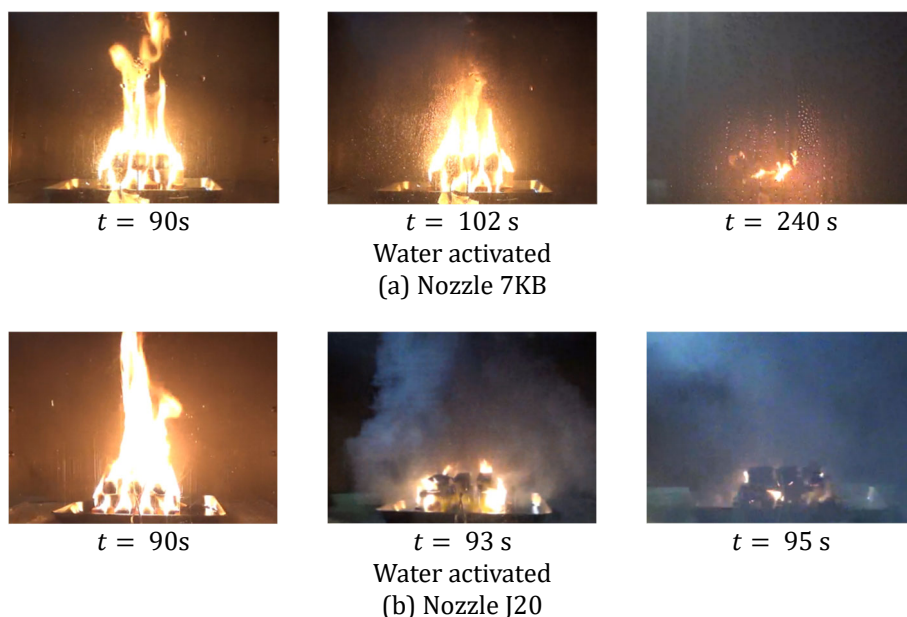 t = 90s
t = 102 s
t = 240 s
Water activated
(a) Nozzle 7KB
t = 90s
t = 93 s
t = 95 s
Water activated
(b) Nozzle J20